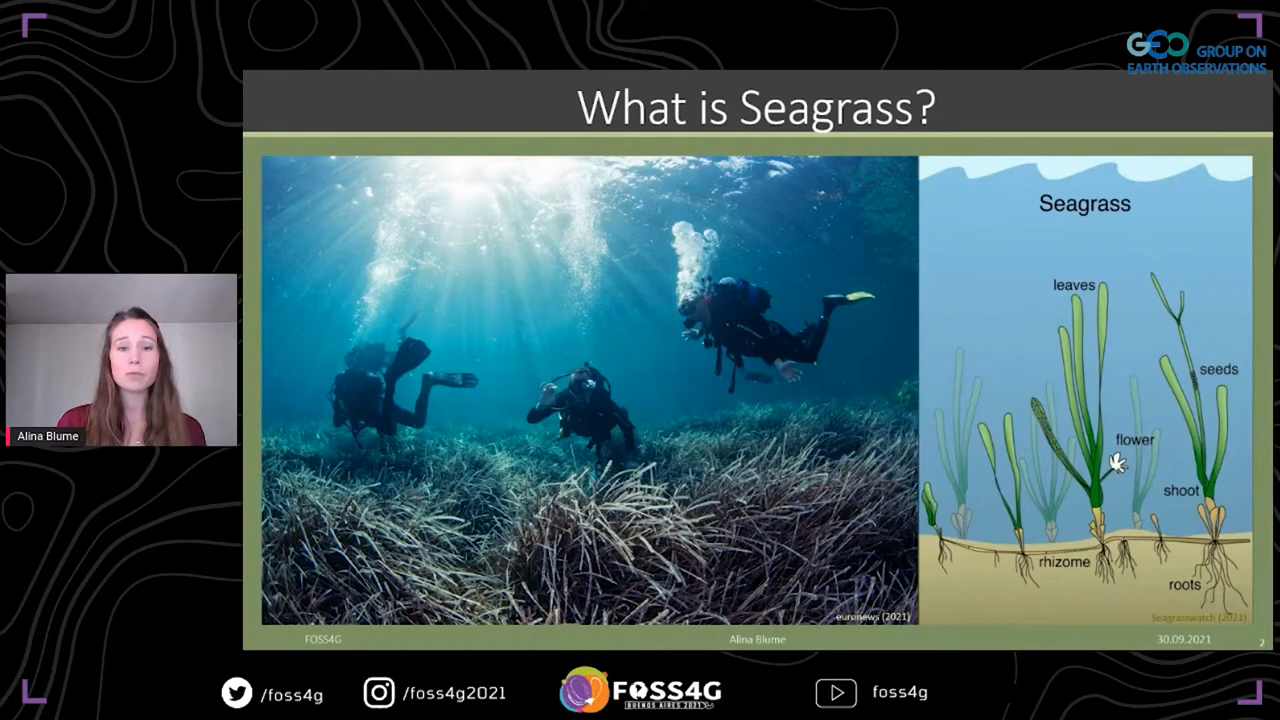 GEO GROUP ON
EARTH OBSERVATIONS
What is Seagrass?
Seagrass
leaves
seeds
flower
shoot
rhizome
roots
euronews (2021)
Seagrasswatch (2021)
Alina Blume
FOSS4G
Alina Blume
30.09.2021
2
/foss4g
/foss4g2021
FOSS4G
BUENOS AIRES 2021
foss4g